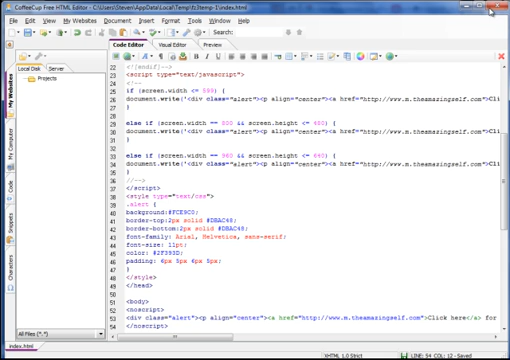 CoffeeCup Free HTML Editor - [C:\Users\Steven\AppData\Local\Temp\fz3temp-1\index.html]
File Edit View My Websites Document Insert Tools Window Help
Search:
Local Disk Server
Projects
My Websites
My Computer
Code
Snippets
Characters
All Files (*.*)
Code Editor Visual Editor Preview
22 <![endif]-->
23 <script type="text/javascript">
24 <!--
25 if (screen.width <= 599)
26 document.write('<div class="alert"><p align="center"><a href="http://www.m.theamazingself.com">Cli
27
28 else if (screen.width == 800 && screen.height <= 480)
29 document.write('<div class="alert"><p align="center"><a href="http://www.m.theamazingself.com">Cli
30
31
32
33 else if (screen.width == 960 && screen.height <= 640)
34 document.write('<div class="alert"><p align="center"><a href="http://www.m.theamazingself.com">Cli
35
36 //-->
37 </script>
38 <style type="text/css">
39 .alert {
40 background:#FCE9C0;
41 border-top:2px solid #DBAC48;
42 border-bottom:2px solid #DBAC48;
43 font-family: Arial, Helvetica, sans-serif;
44 font-size: 11pt;
45 color: #2F393D;
46 padding: 6px 5px 6px 5px;
47 }
48 </style>
49 </head>
50
51 <body>
52 <noscript>
53 <div class="alert"><p align="center"><a href="http://www.m.theamazingself.com">Click here</a> for
54 </noscript>
index.html
XHTML 1.0 Strict LINE: 54 COL: 12 - Saved